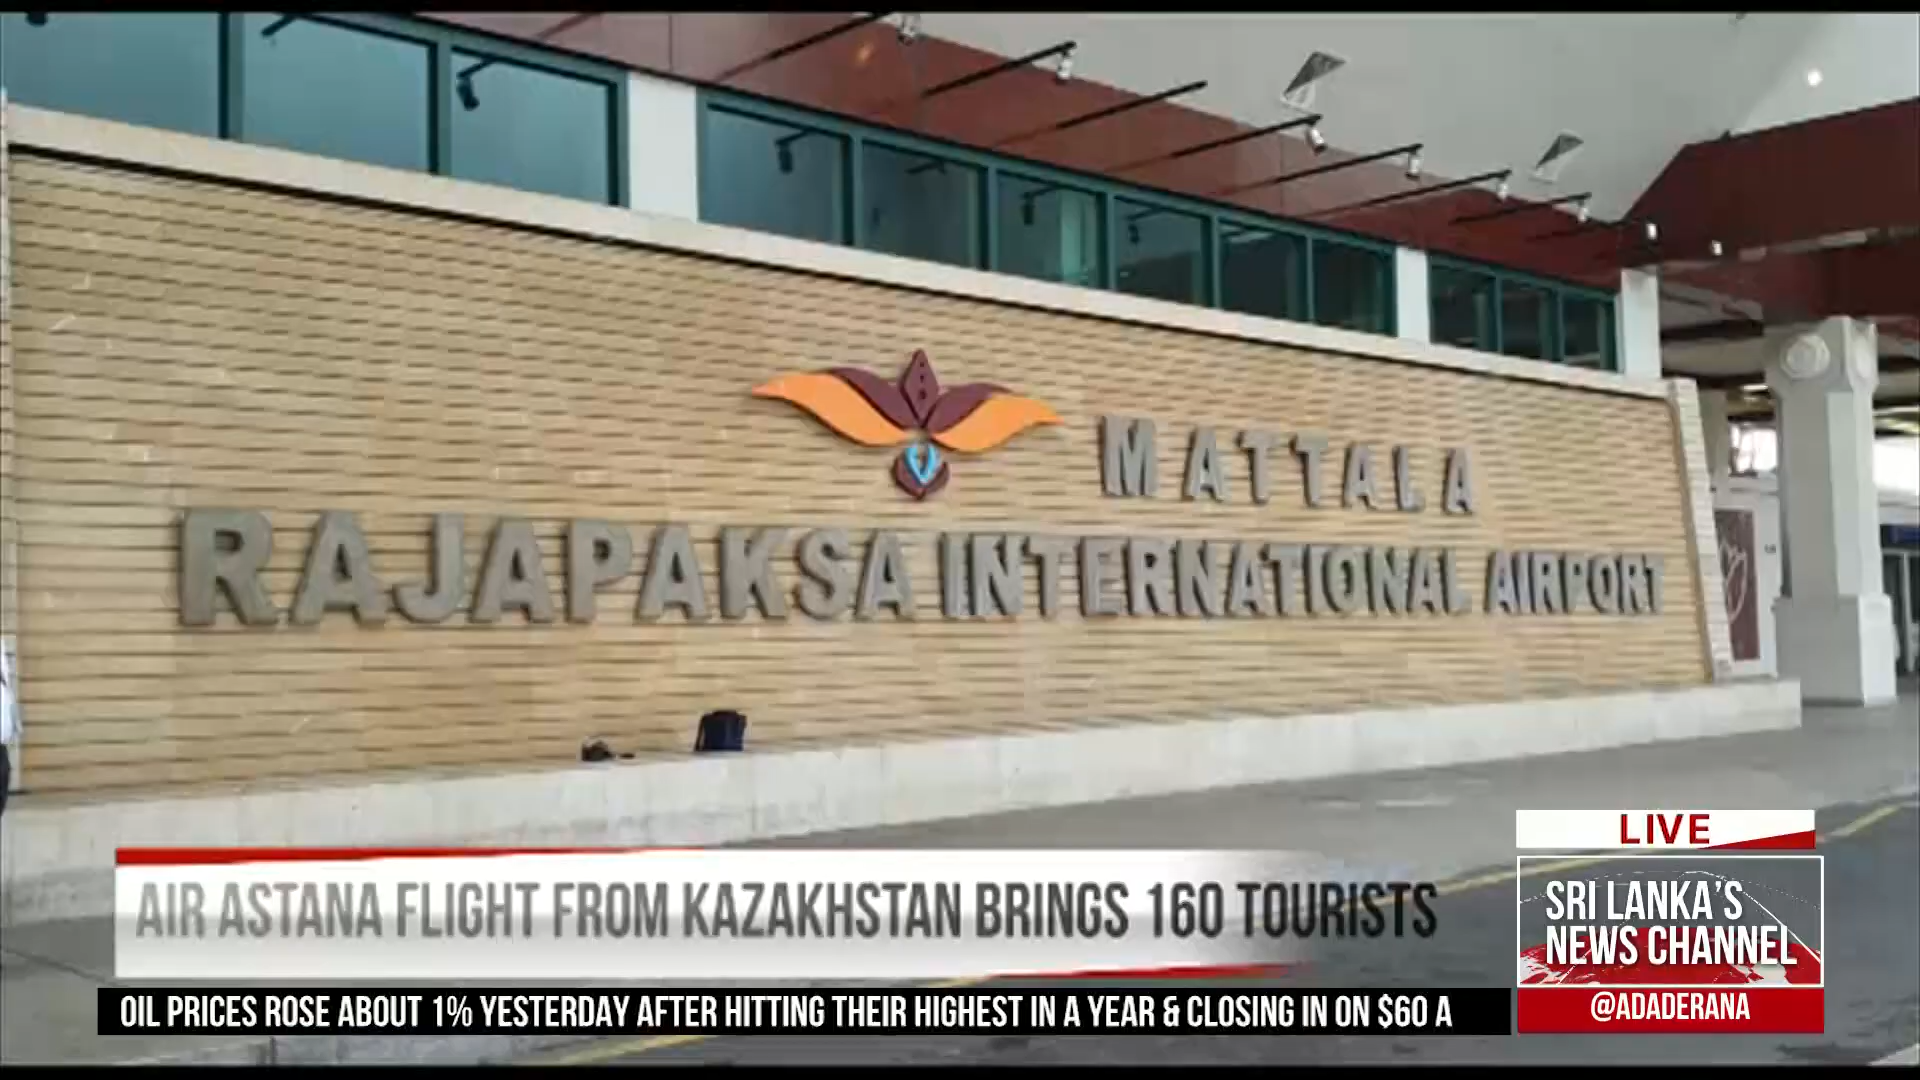 MATTALA
RAJAPAKSA INTERNATIONAL AIRPORT
LIVE
AIR ASTANA FLIGHT FROM KAZAKHSTAN BRINGS 160 TOURISTS
SRI LANKA'S
NEWS CHANNEL
@ADADERANA
OIL PRICES ROSE ABOUT 1% YESTERDAY AFTER HITTING THEIR HIGHEST IN A YEAR & CLOSING IN ON $60 A